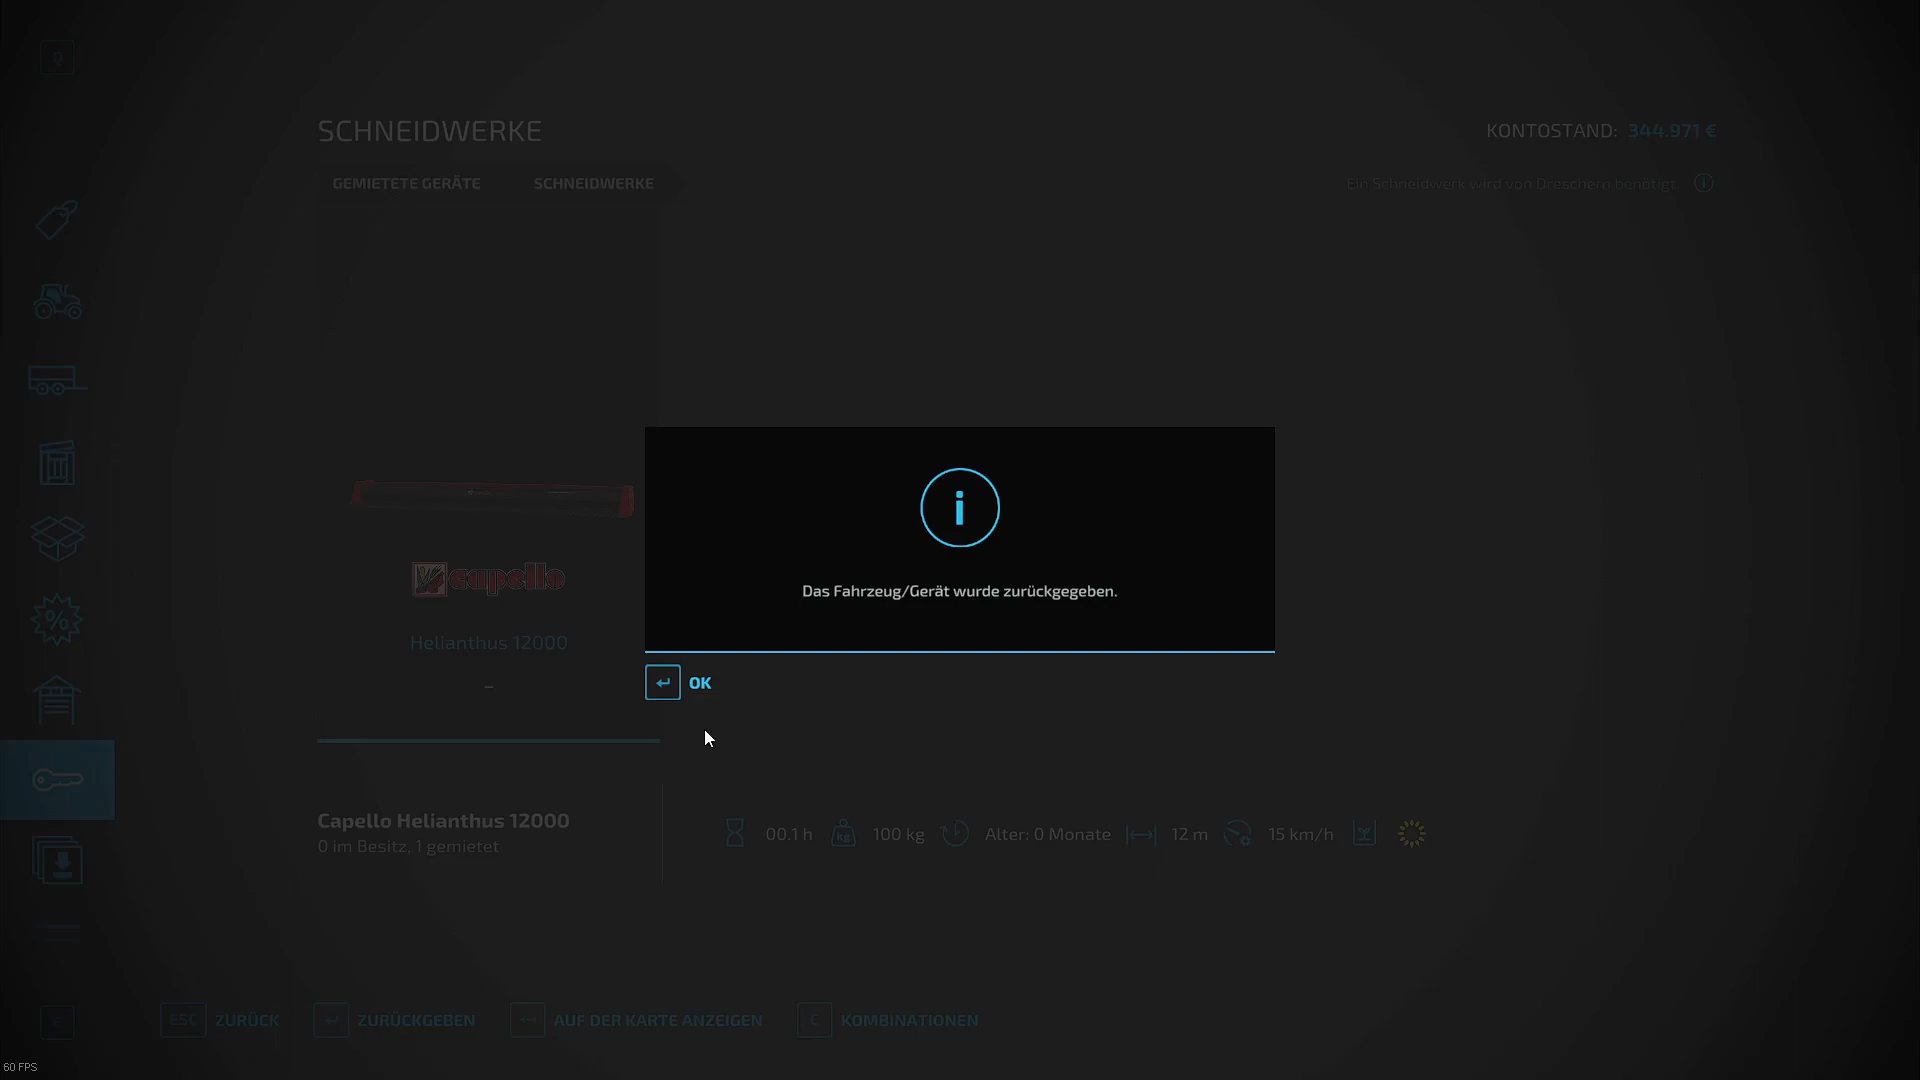 Q
SCHNEIDWERKE
KONTOSTAND: 344.971 €
GEMIETETE GERÄTE
SCHNEIDWERKE
Ein Schneidwerk wird von Dreschern benötigt.
Das Fahrzeug/Gerät wurde zurückgegeben.
OK
capello
Helianthus 12000
–
Capello Helianthus 12000
0 im Besitz, 1 gemietet
00.1 h
kg
100 kg
Alter: 0 Monate
12 m
15 km/h
E
ESC ZURÜCK
ZURÜCKGEBEN
AUF DER KARTE ANZEIGEN
C KOMBINATIONEN
60 FPS